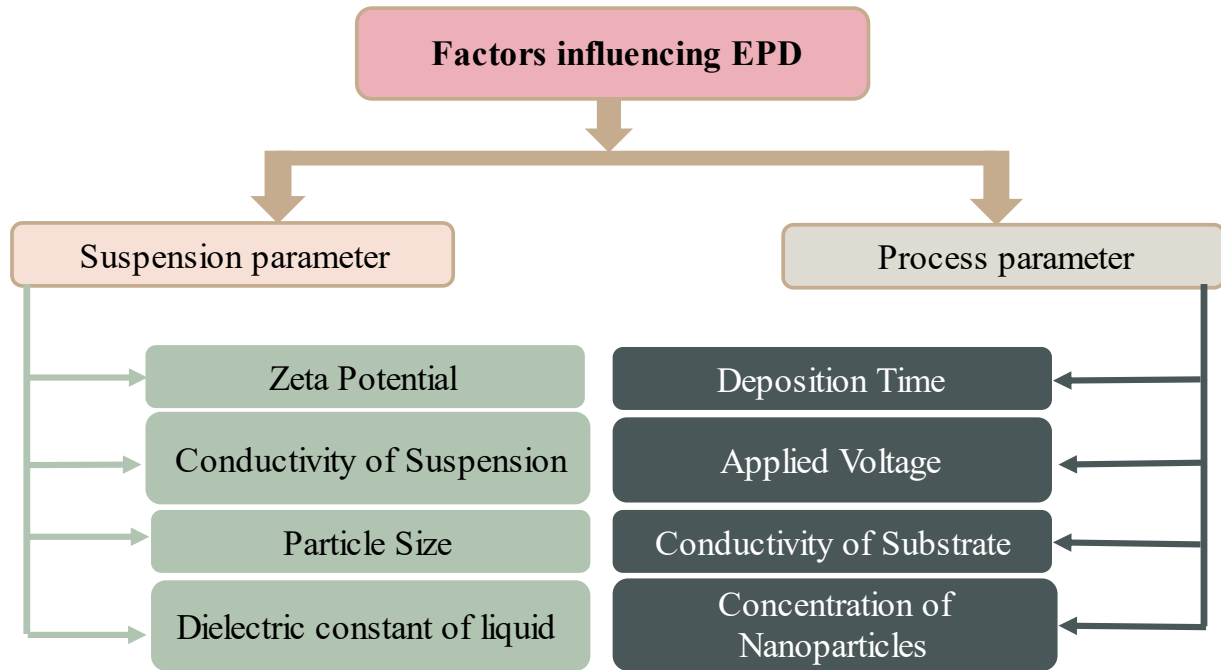 Factors influencing EPD
Suspension parameter
Process parameter
Zeta Potential
Conductivity of Suspension
Particle Size
Dielectric constant of liquid
Deposition Time
Applied Voltage
Conductivity of Substrate
Concentration of
Nanoparticles